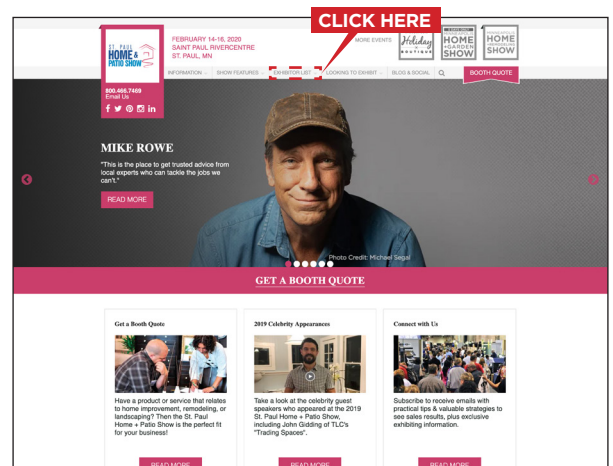 CLICK HERE
ST. PAUL
HOME &
PATIO SHOW
FEBRUARY 14-16, 2020
SAINT PAUL RIVERCENTRE
ST. PAUL, MN
MORE EVENTS
Holiday
BOUTIQUE
HOME
+GARDEN
SHOW
HOME
+REMODELING
SHOW
INFORMATION
SHOW FEATURES
EXHIBITOR LIST
LOOKING TO EXHIBIT
BLOG & SOCIAL
BOOTH QUOTE
800.466.7469
Email Us
MIKE ROWE
"This is the place to get trusted advice from
local experts who can tackle the jobs we
can't."
READ MORE
Photo Credit: Michael Segal
GET A BOOTH QUOTE
Get a Booth Quote
Have a product or service that relates
to home improvement, remodeling, or
landscaping? Then the St. Paul
Home + Patio Show is the perfect fit
for your business!
READ MORE
2019 Celebrity Appearances
Take a look at the celebrity guest
speakers who appeared at the 2019
St. Paul Home + Patio Show,
including John Gidding of TLC's
"Trading Spaces".
READ MORE
Connect with Us
Subscribe to receive emails with
practical tips & valuable strategies to
see sales results, plus exclusive
exhibiting information.
READ MORE